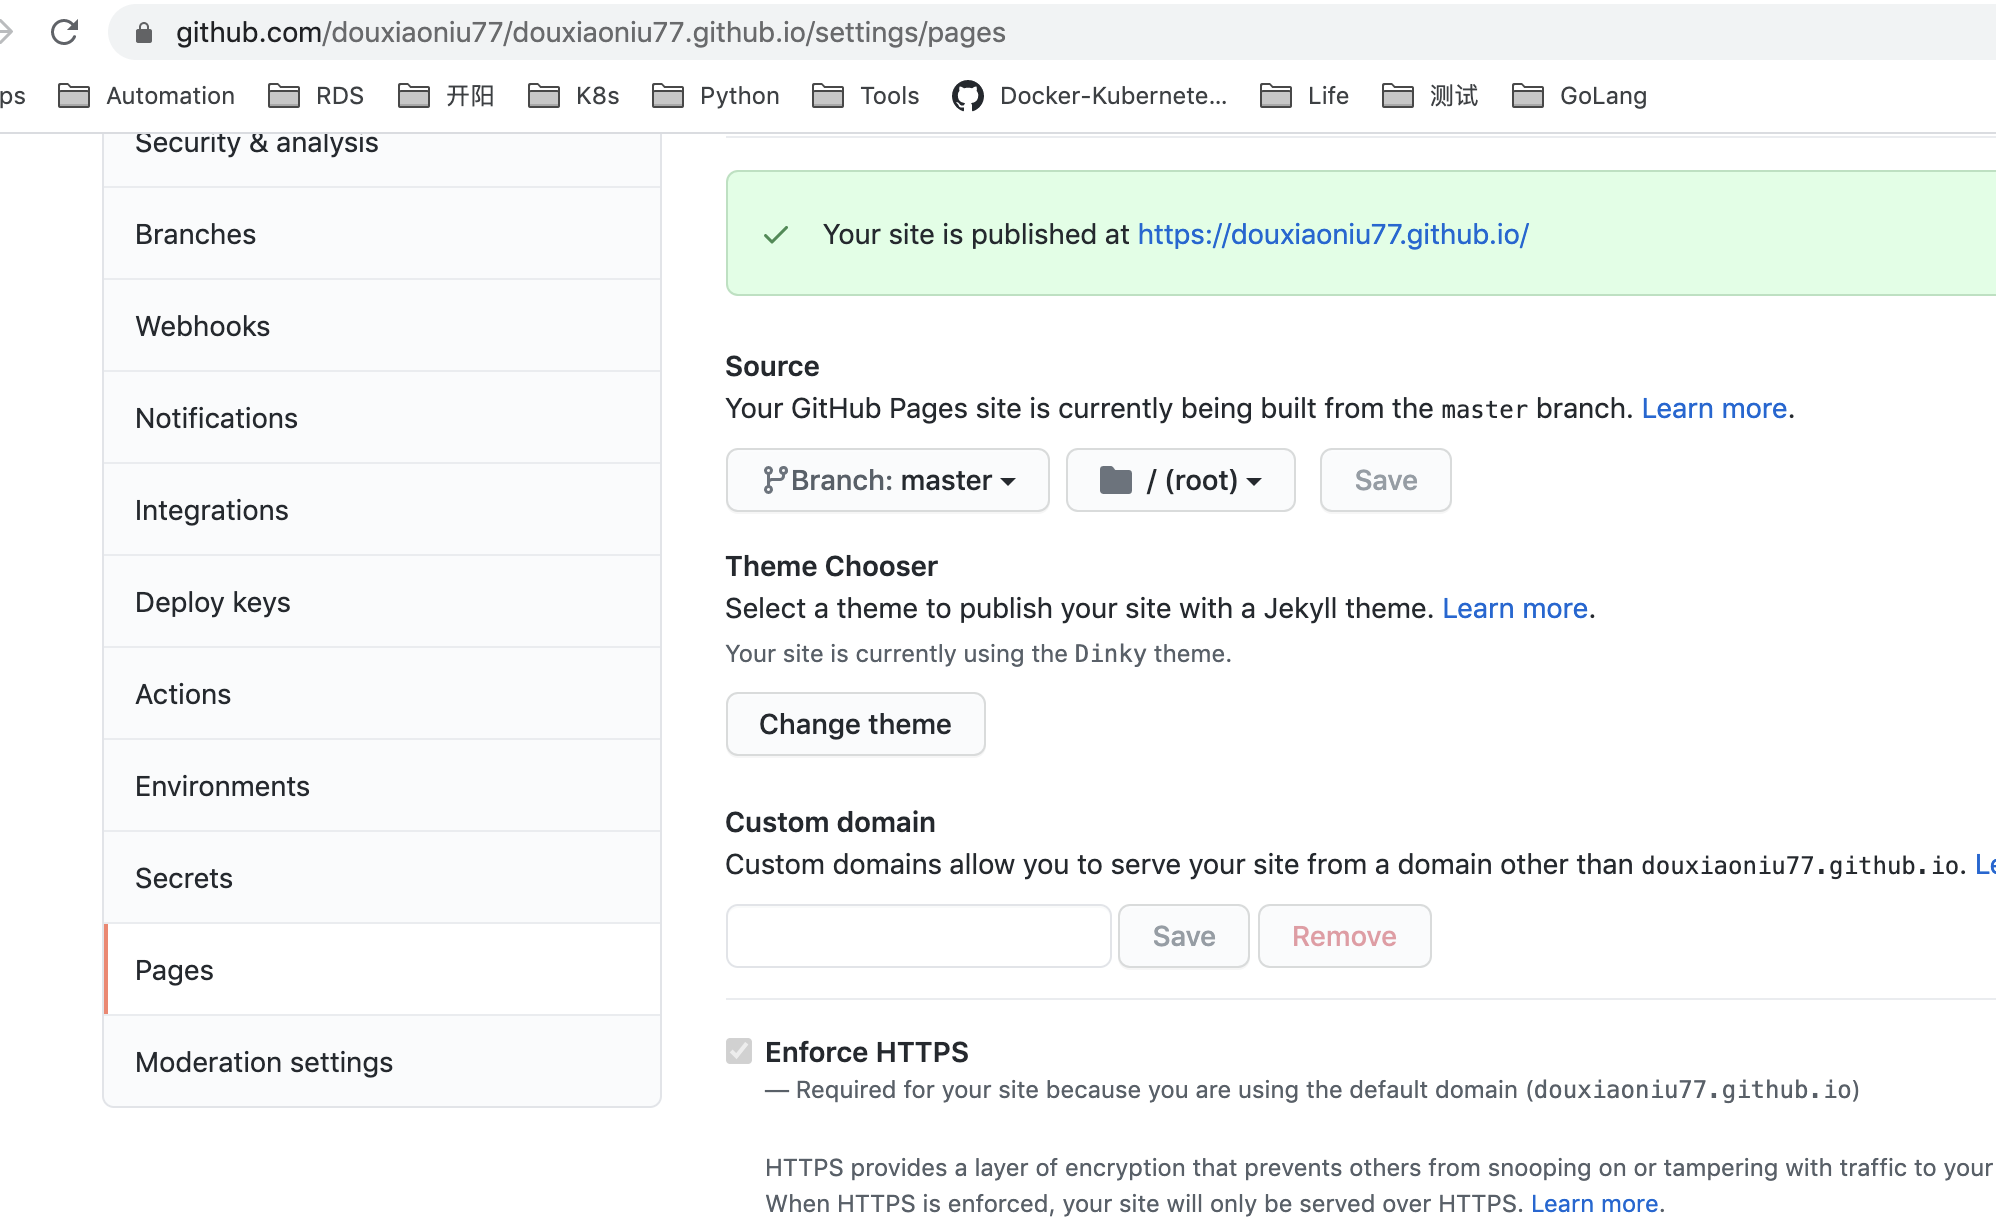 github.com/douxiaoniu77/douxiaoniu77.github.io/settings/pages
ps Automation RDS 开阳 K8s Python Tools Docker-Kubernete... Life 测试 GoLang
Security & analysis
Branches
Webhooks
Notifications
Integrations
Deploy keys
Actions
Environments
Secrets
Pages
Moderation settings
Your site is published at https://douxiaoniu77.github.io/
Source
Your GitHub Pages site is currently being built from the master branch. Learn more.
Branch: master / (root) Save
Theme Chooser
Select a theme to publish your site with a Jekyll theme. Learn more.
Your site is currently using the Dinky theme.
Change theme
Custom domain
Custom domains allow you to serve your site from a domain other than douxiaoniu77.github.io. Le
Save Remove
Enforce HTTPS
— Required for your site because you are using the default domain (douxiaoniu77.github.io)
HTTPS provides a layer of encryption that prevents others from snooping on or tampering with traffic to your
When HTTPS is enforced, your site will only be served over HTTPS. Learn more.